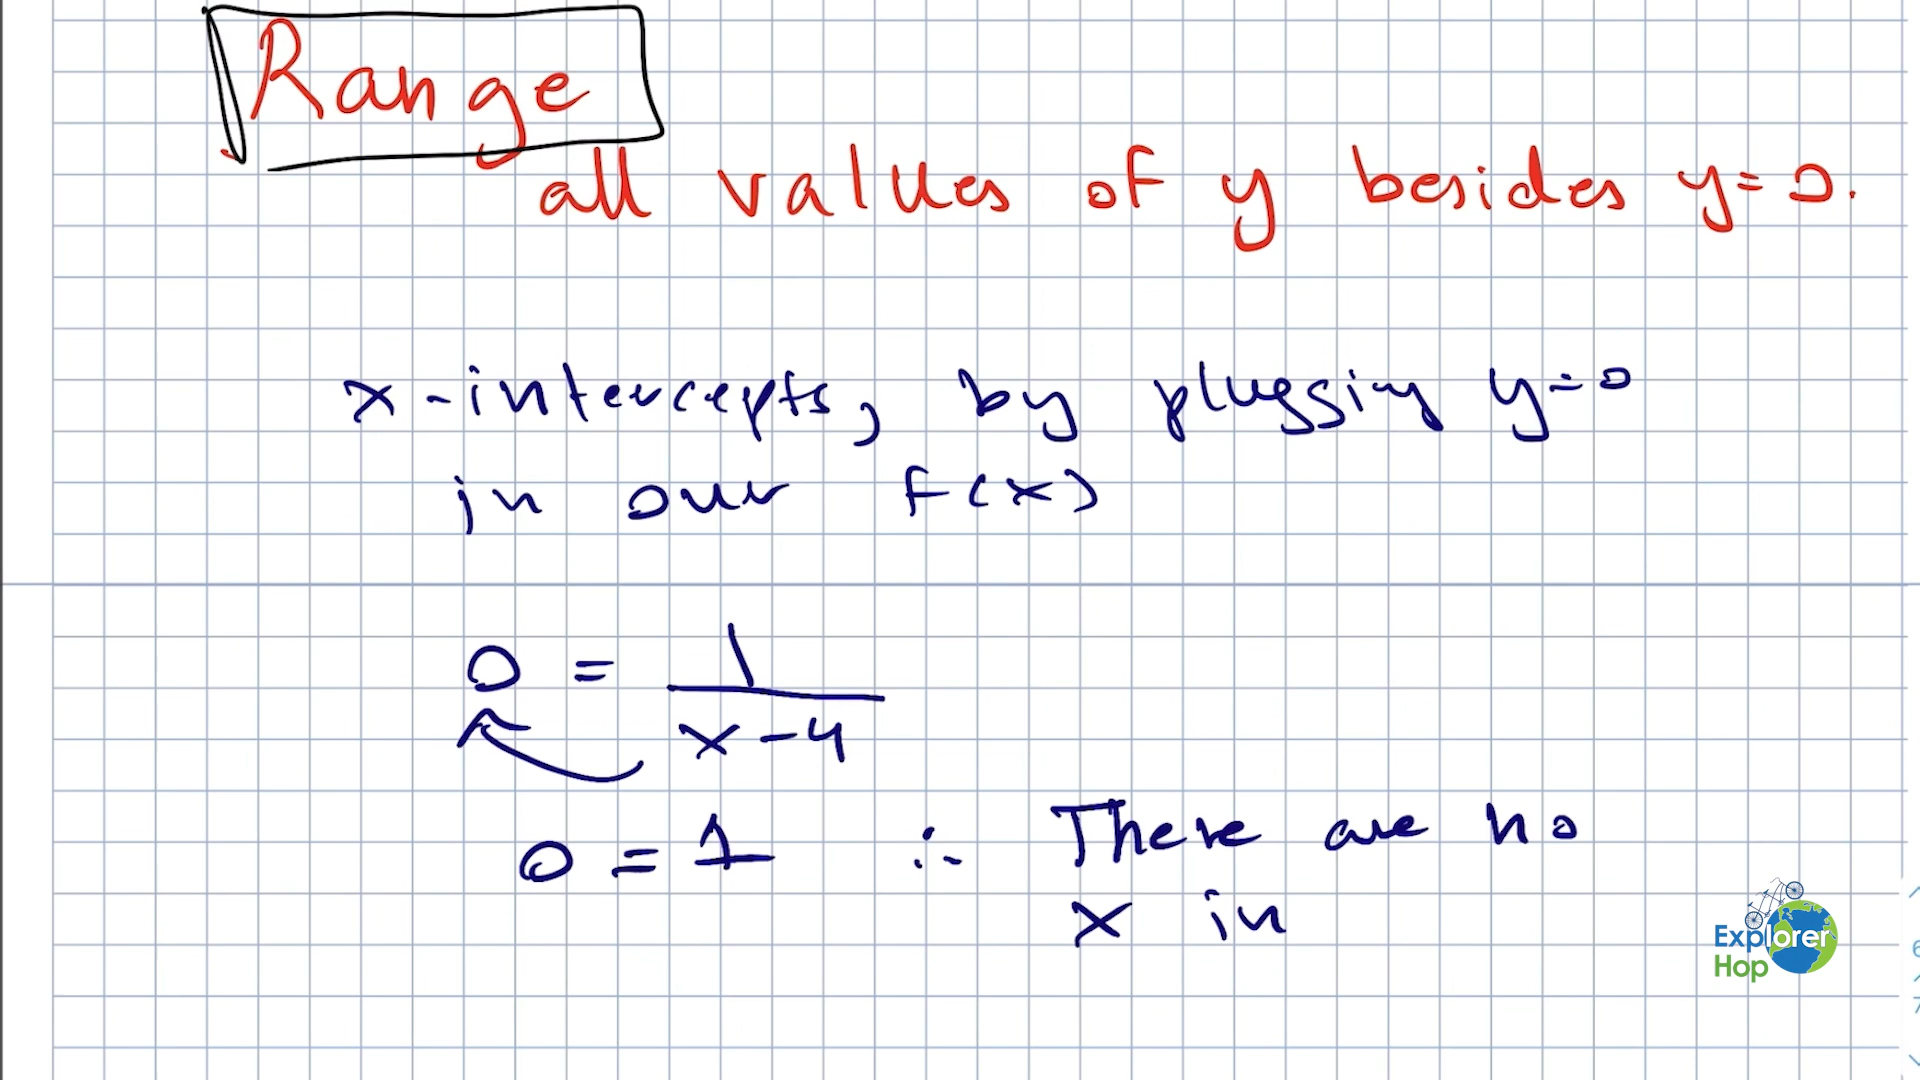 Range
all values of y besides y=0.
x-intercepts, by plugging y=0
in our f(x)
0 = 1
x-4
0 = 1 ∴ There are no
x in
Explorer
Hop